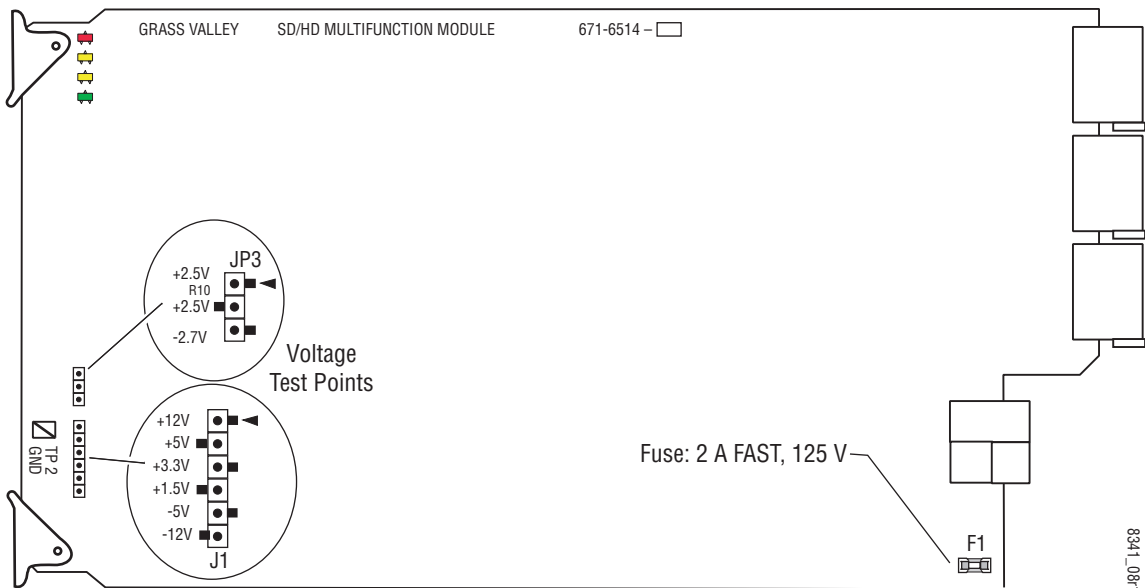 GRASS VALLEY SD/HD MULTIFUNCTION MODULE 671-6514 –
JP3
+2.5V
R10
+2.5V
-2.7V
Voltage
Test Points
+12V
+5V
+3.3V
+1.5V
-5V
-12V
J1
TP 2
GND
Fuse: 2 A FAST, 125 V
F1
8341_08r